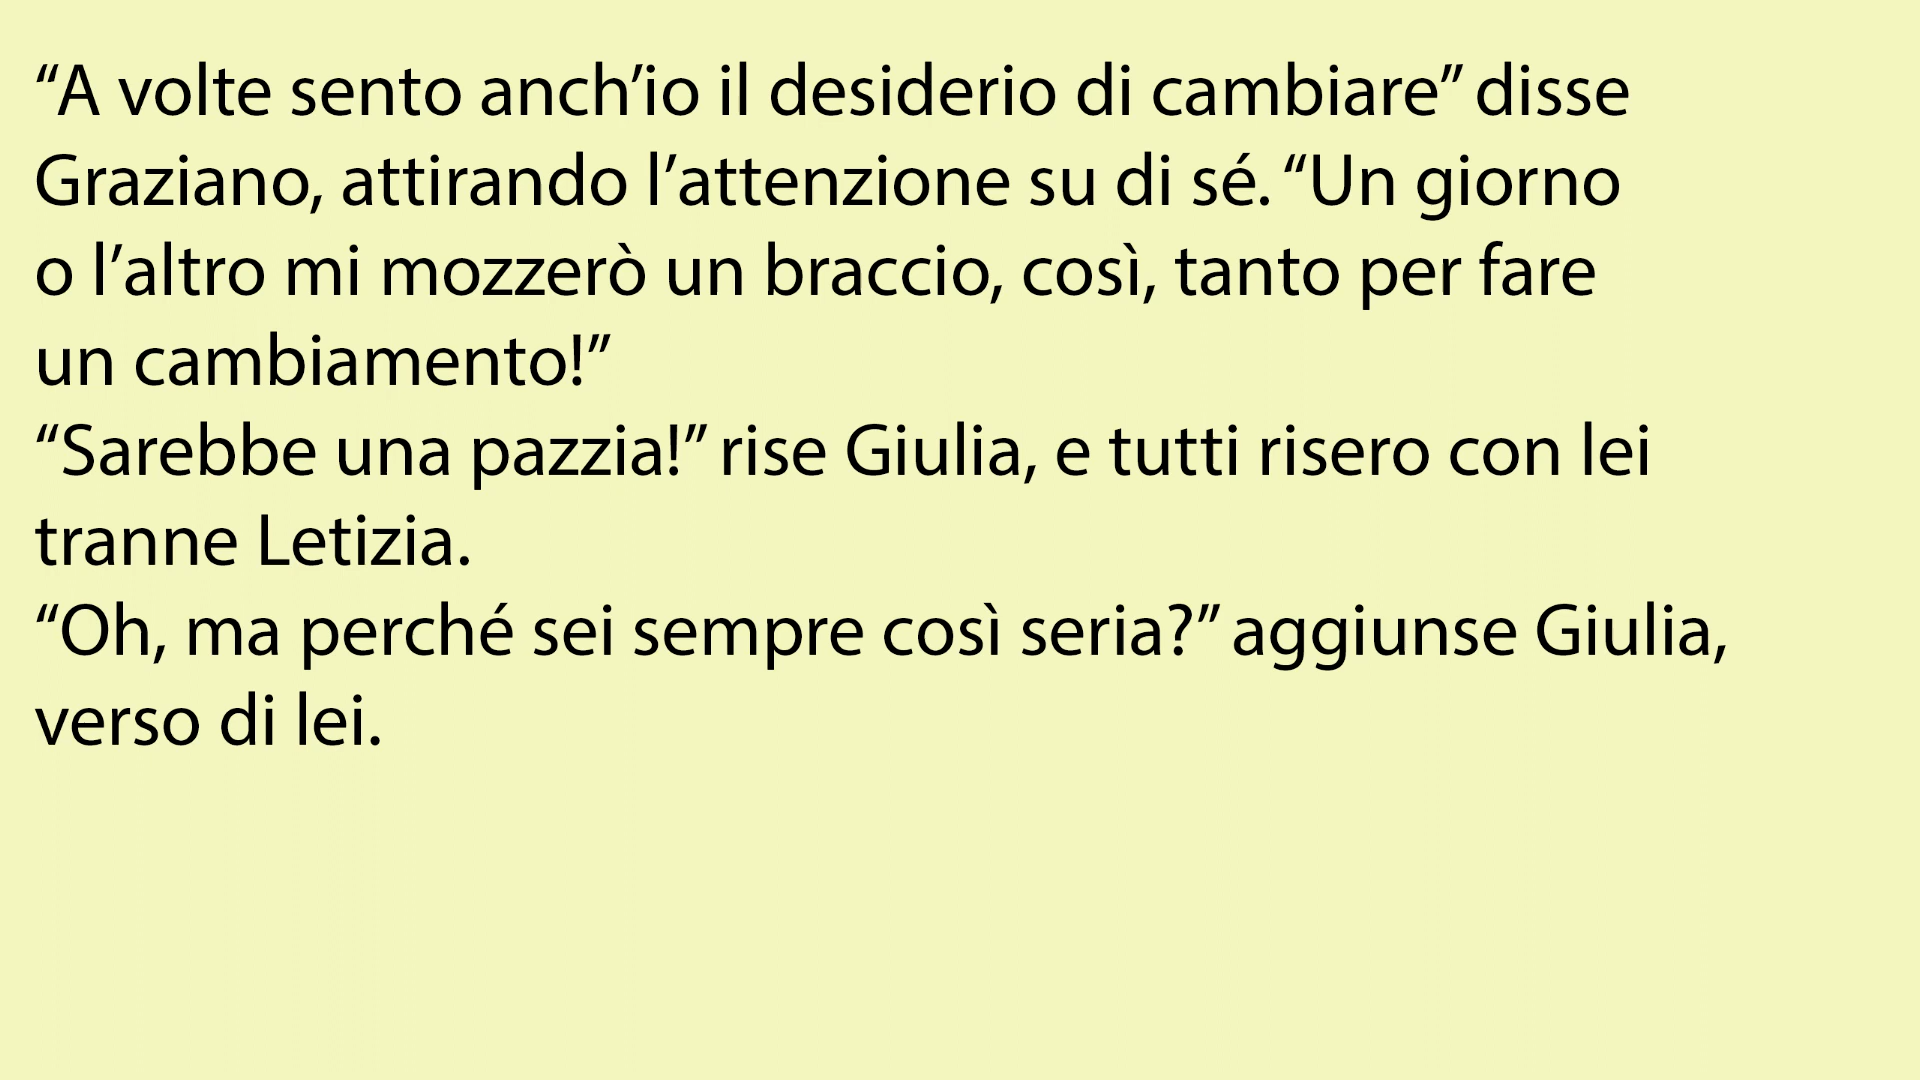 “A volte sento anch’io il desiderio di cambiare” disse
Graziano, attirando l’attenzione su di sé. “Un giorno
o l’altro mi mozzerò un braccio, così, tanto per fare
un cambiamento!”
“Sarebbe una pazzia!” rise Giulia, e tutti risero con lei
tranne Letizia.
“Oh, ma perché sei sempre così seria?” aggiunse Giulia,
verso di lei.